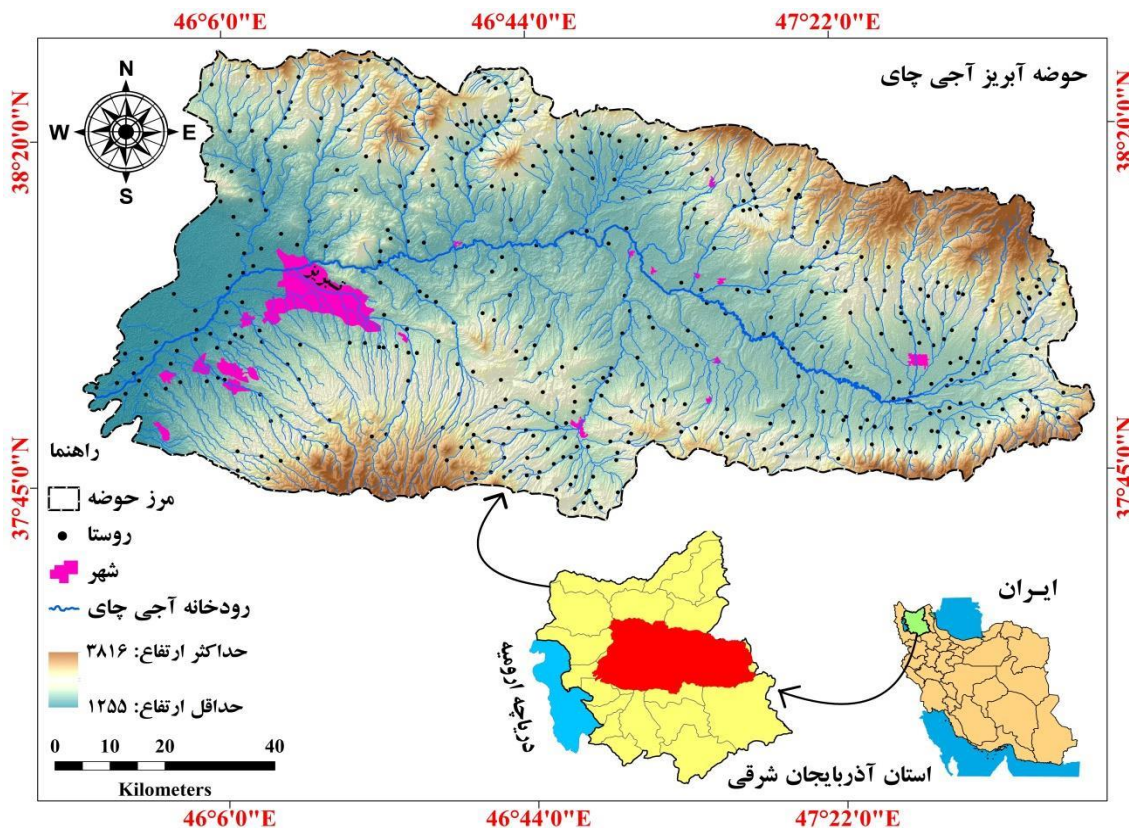 46°6'0"E
46°44'0"E
47°22'0"E
حوضه آبریز آجی چای
N
W
E
S
38°20'0"N
38°20'0"N
تبریز
37°45'0"N
37°45'0"N
راهنما
مرز حوضه
روستا
شهر
رودخانه آجی چای
حداکثر ارتفاع: ۳۸۱۶
حداقل ارتفاع: ۱۲۵۵
0
10
20
40
Kilometers
دریاچه ارومیه
استان آذربایجان شرقی
ایران
46°6'0"E
46°44'0"E
47°22'0"E